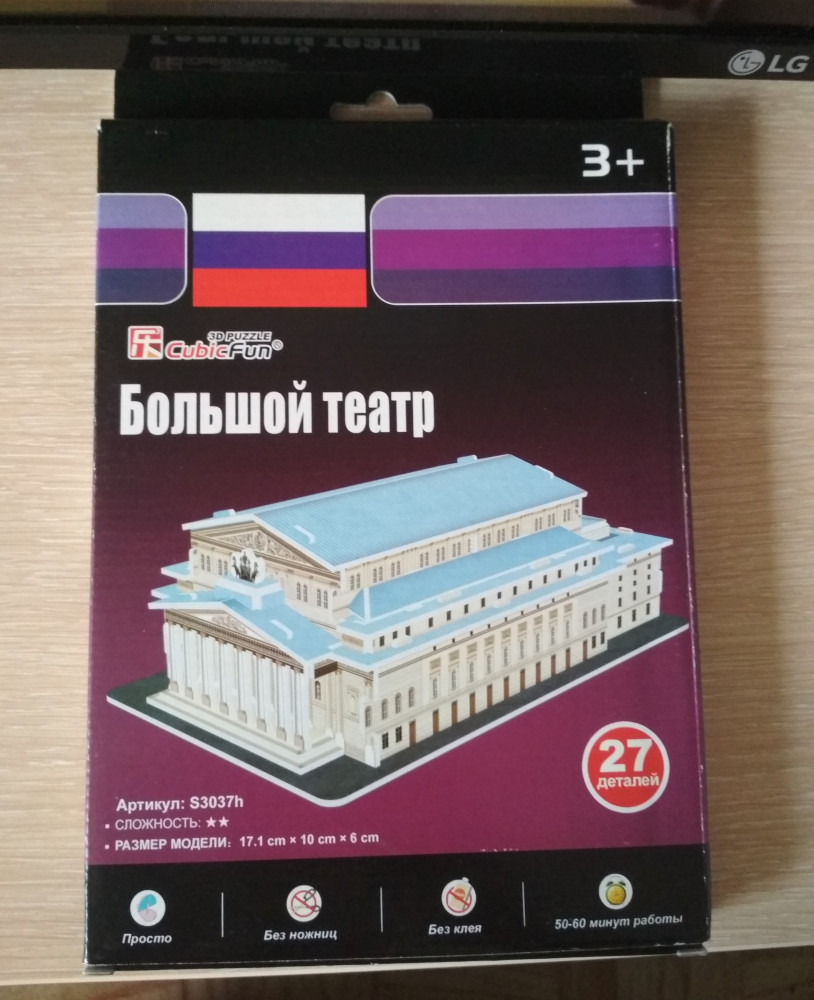 LG
3+
3D PUZZLE
CubicFun®
Большой театр
27
деталей
Артикул: S3037h
• СЛОЖНОСТЬ: ★★
• РАЗМЕР МОДЕЛИ: 17.1 cm × 10 cm × 6 cm
Просто
Без ножниц
Без клея
50-60 минут работы